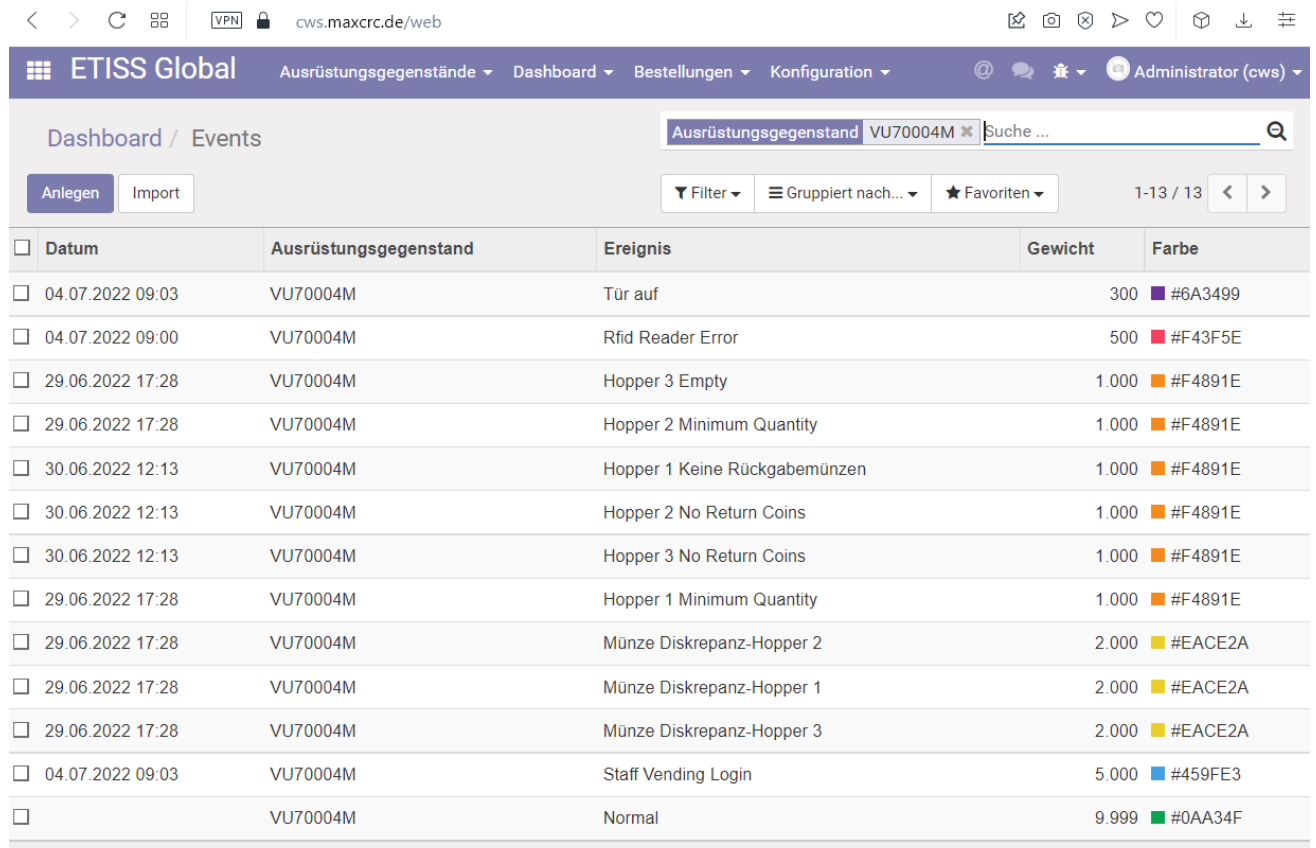 VPN cws.maxcrc.de/web
ETISS Global Ausrüstungsgegenstände Dashboard Bestellungen Konfiguration @ Administrator (cws)
Dashboard / Events Ausrüstungsgegenstand VU70004M Suche ...
Anlegen Import Filter Gruppiert nach... Favoriten 1-13 / 13
Datum Ausrüstungsgegenstand Ereignis Gewicht Farbe
04.07.2022 09:03 VU70004M Tür auf 300 #6A3499
04.07.2022 09:00 VU70004M Rfid Reader Error 500 #F43F5E
29.06.2022 17:28 VU70004M Hopper 3 Empty 1.000 #F4891E
29.06.2022 17:28 VU70004M Hopper 2 Minimum Quantity 1.000 #F4891E
30.06.2022 12:13 VU70004M Hopper 1 Keine Rückgabemünzen 1.000 #F4891E
30.06.2022 12:13 VU70004M Hopper 2 No Return Coins 1.000 #F4891E
30.06.2022 12:13 VU70004M Hopper 3 No Return Coins 1.000 #F4891E
29.06.2022 17:28 VU70004M Hopper 1 Minimum Quantity 1.000 #F4891E
29.06.2022 17:28 VU70004M Münze Diskrepanz-Hopper 2 2.000 #EACE2A
29.06.2022 17:28 VU70004M Münze Diskrepanz-Hopper 1 2.000 #EACE2A
29.06.2022 17:28 VU70004M Münze Diskrepanz-Hopper 3 2.000 #EACE2A
04.07.2022 09:03 VU70004M Staff Vending Login 5.000 #459FE3
VU70004M Normal 9.999 #0AA34F